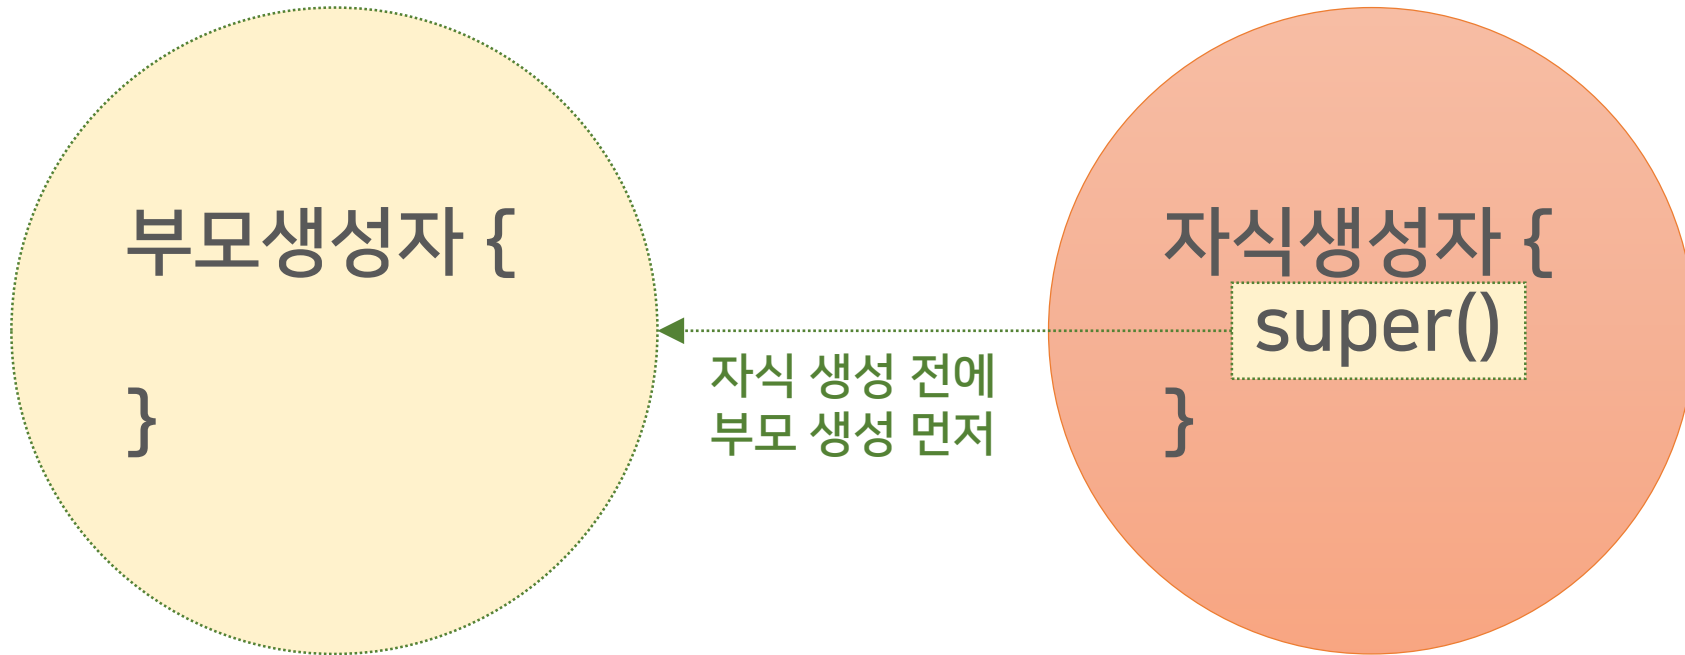 부모생성자 {
}
자식 생성 전에
부모 생성 먼저
자식생성자 {
super()
}